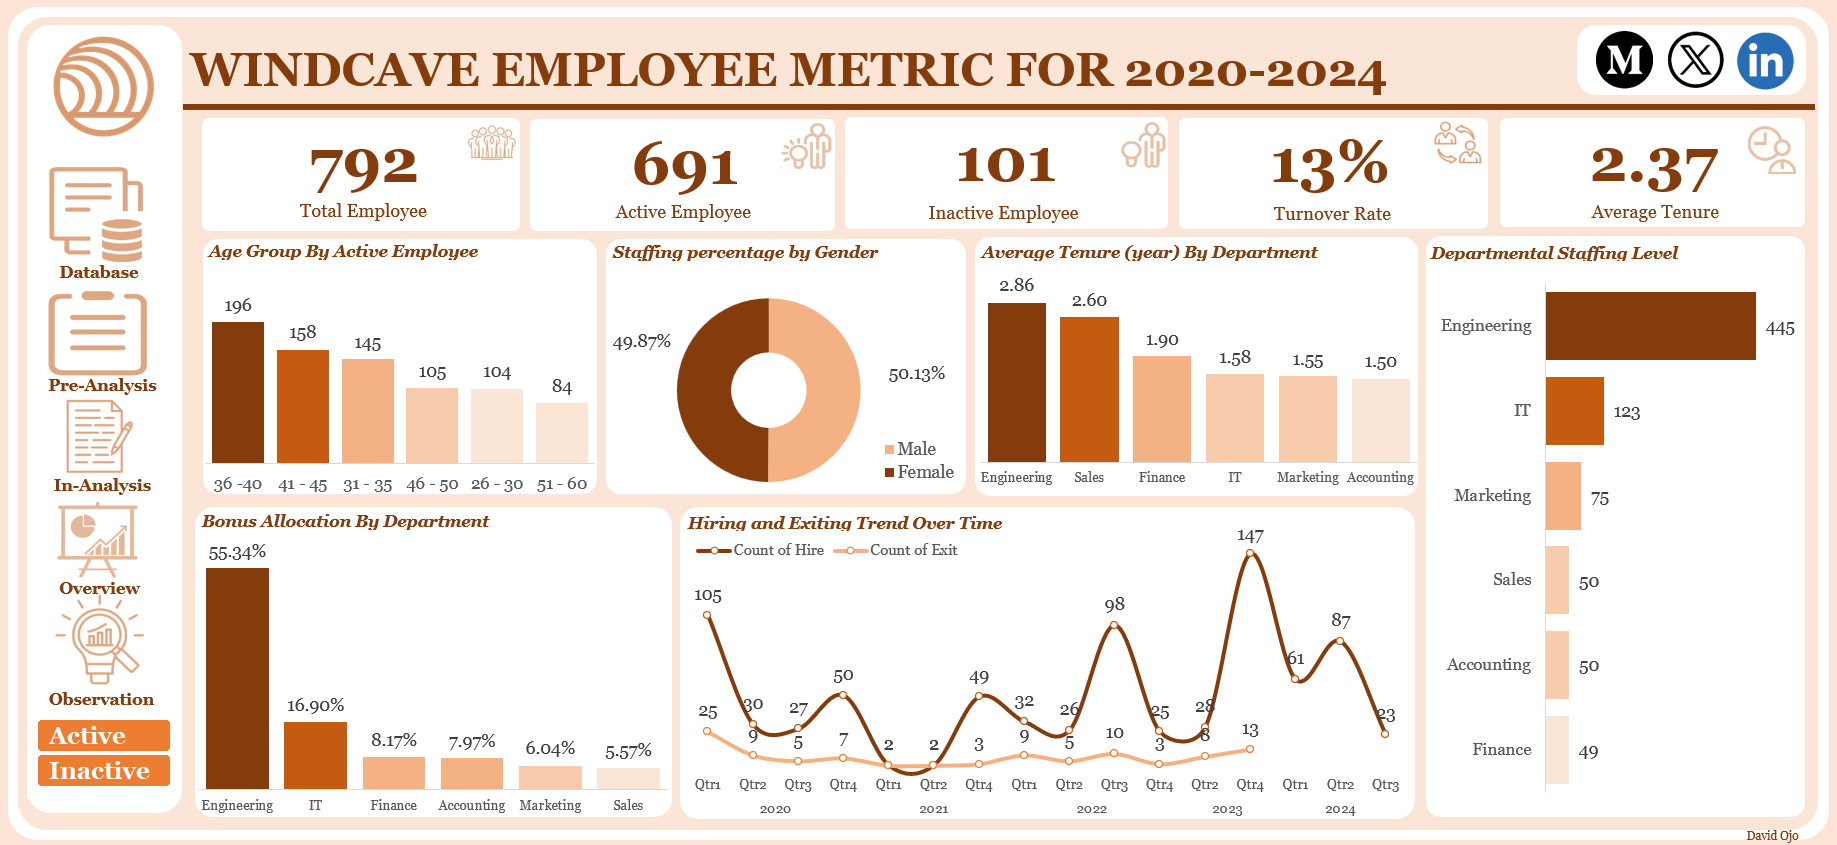 WINDCAVE EMPLOYEE METRIC FOR 2020-2024
M X in
Database
Pre-Analysis
In-Analysis
Overview
Observation
Active
Inactive
792
Total Employee
691
Active Employee
101
Inactive Employee
13%
Turnover Rate
2.37
Average Tenure
Age Group By Active Employee
196 158 145 105 104 84
36 -40 41 - 45 31 - 35 46 - 50 26 - 30 51 - 60
Staffing percentage by Gender
49.87%
50.13%
Male
Female
Average Tenure (year) By Department
2.86 2.60 1.90 1.58 1.55 1.50
Engineering Sales Finance IT Marketing Accounting
Departmental Staffing Level
Engineering 445
IT 123
Marketing 75
Sales 50
Accounting 50
Finance 49
Bonus Allocation By Department
55.34% 16.90% 8.17% 7.97% 6.04% 5.57%
Engineering IT Finance Accounting Marketing Sales
Hiring and Exiting Trend Over Time
Count of Hire Count of Exit
105 30 27 50 2 2 49 32 26 98 25 28 147 61 87 23
25 9 5 7 3 9 5 10 3 8 13
Qtr1 Qtr2 Qtr3 Qtr4 Qtr1 Qtr2 Qtr4 Qtr1 Qtr2 Qtr3 Qtr4 Qtr2 Qtr4 Qtr1 Qtr2 Qtr3
2020 2021 2022 2023 2024
David Ojo